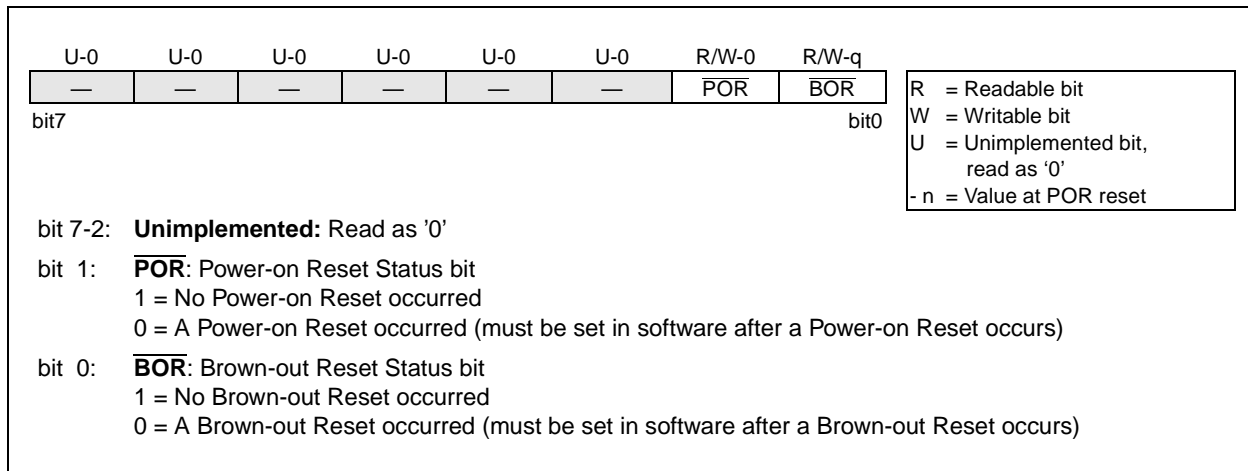 U-0 U-0 U-0 U-0 U-0 U-0 R/W-0 R/W-q
— — — — — — POR BOR
bit7 bit0
R = Readable bit
W = Writable bit
U = Unimplemented bit,
read as ‘0’
- n = Value at POR reset
bit 7-2: Unimplemented: Read as '0'
bit 1: POR: Power-on Reset Status bit
1 = No Power-on Reset occurred
0 = A Power-on Reset occurred (must be set in software after a Power-on Reset occurs)
bit 0: BOR: Brown-out Reset Status bit
1 = No Brown-out Reset occurred
0 = A Brown-out Reset occurred (must be set in software after a Brown-out Reset occurs)